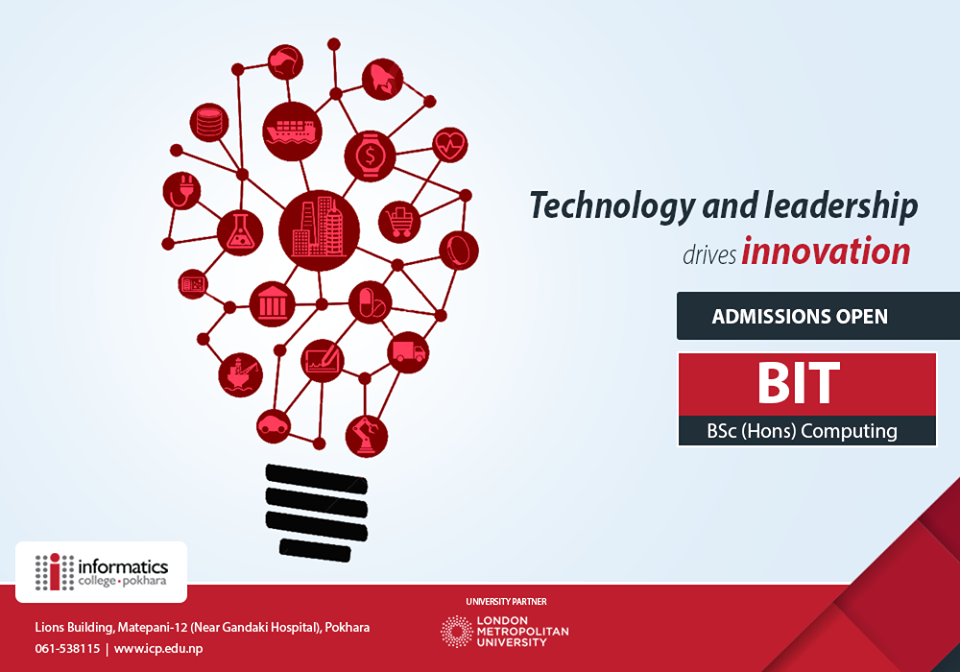 Technology and leadership
drives innovation
ADMISSIONS OPEN
BIT
BSc (Hons) Computing
informatics
college • pokhara
Lions Building, Matepani-12 (Near Gandaki Hospital), Pokhara
061-538115 | www.icp.edu.np
UNIVERSITY PARTNER
LONDON
METROPOLITAN
UNIVERSITY